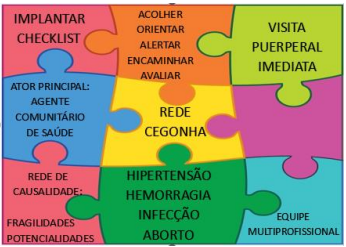 IMPLANTAR
CHECKLIST
ACOLHER
ORIENTAR
ALERTAR
ENCAMINHAR
AVALIAR
VISITA
PUERPERAL
IMEDIATA
ATOR PRINCIPAL:
AGENTE
COMUNITÁRIO
DE SAÚDE
REDE
CEGONHA
REDE DE
CAUSALIDADE:
FRAGILIDADES
POTENCIALIDADES
HIPERTENSÃO
HEMORRAGIA
INFECÇÃO
ABORTO
EQUIPE
MULTIPROFISSIONAL